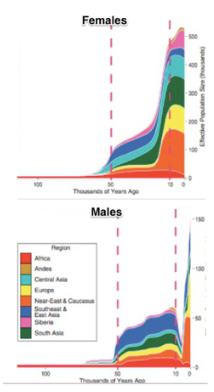 Females
500
400
300
200
100
0
Effective Population Size (thousands)
100
50
10
0
Thousands of Years Ago
Males
Region
Africa
Andes
Central Asia
Europe
Near-East & Caucasus
Southeast &
East Asia
Siberia
South Asia
150
100
50
0
100
50
10
0
Thousands of Years Ago